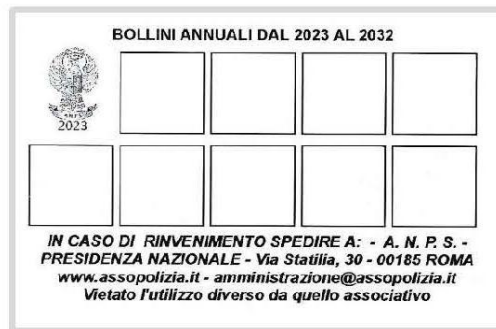 BOLLINI ANNUALI DAL 2023 AL 2032
2023
IN CASO DI RINVENIMENTO SPEDIRE A: - A. N. P. S. -
PRESIDENZA NAZIONALE - Via Statilia, 30 - 00185 ROMA
www.assopolizia.it - amministrazione@assopolizia.it
Vietato l'utilizzo diverso da quello associativo